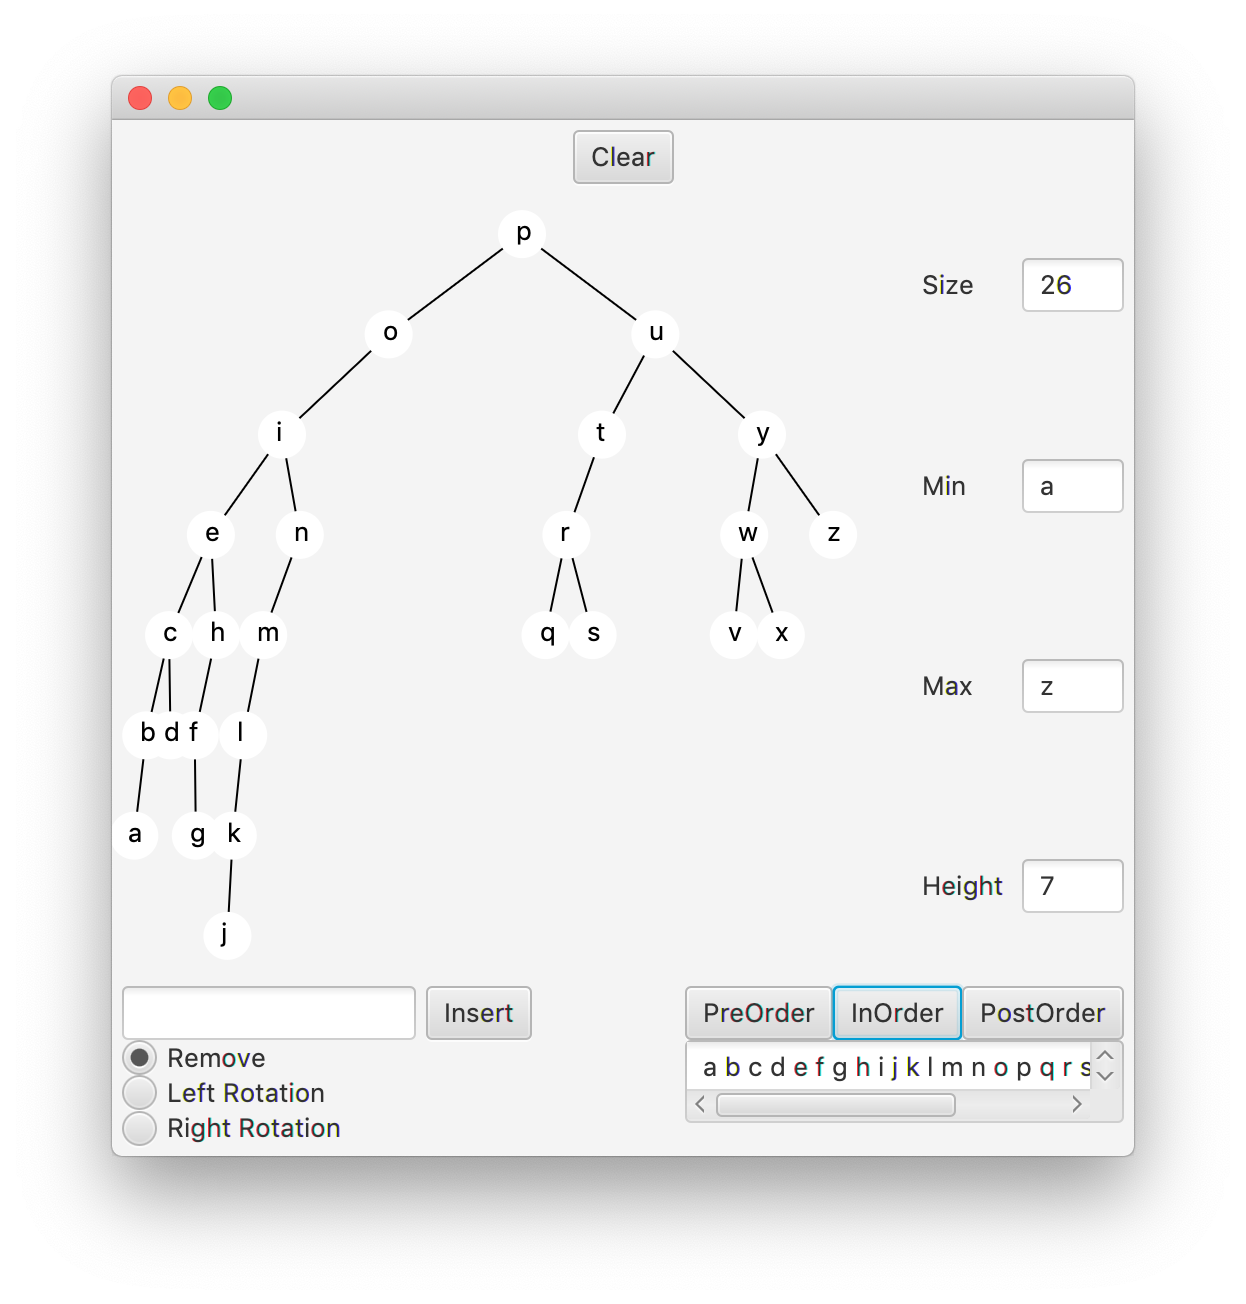 Clear
p
Size 26
o u
i t y
Min a
e n r w z
c h m q s v x
Max z
b d f l
a g k
Height 7
j
Insert PreOrder InOrder PostOrder
Remove
a b c d e f g h i j k l m n o p q r s
Left Rotation
Right Rotation